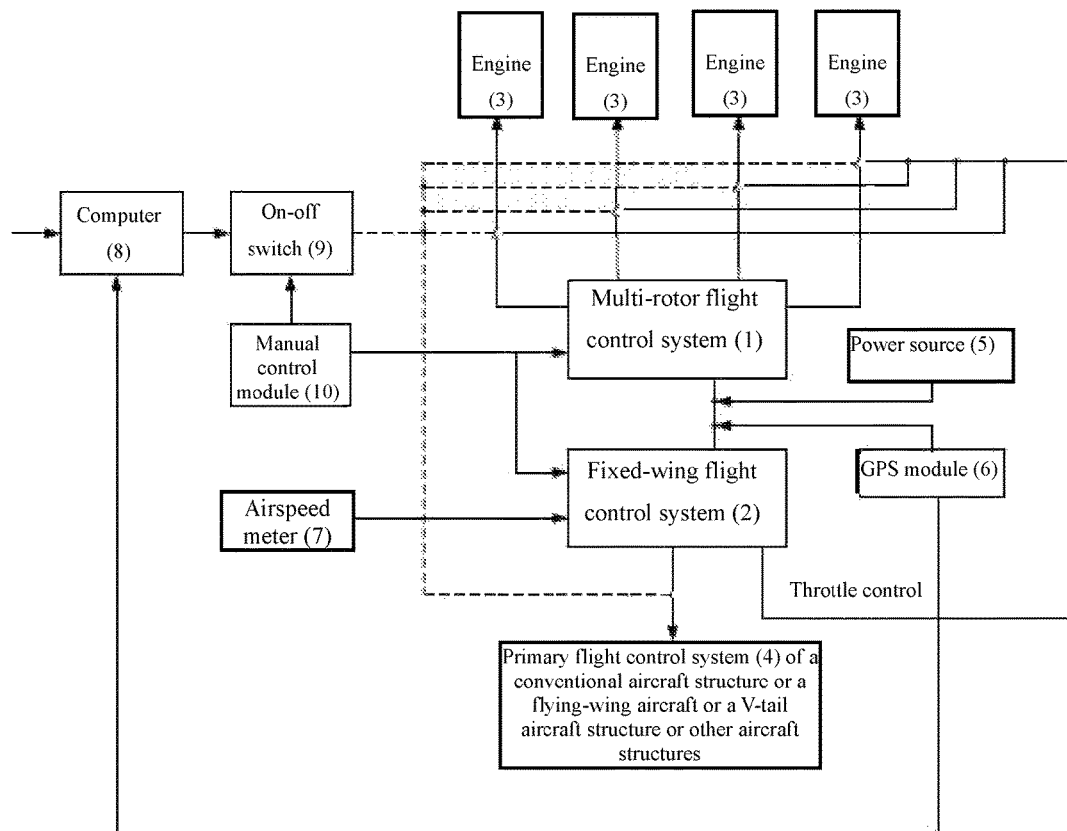 Engine
(3)
Engine
(3)
Engine
(3)
Engine
(3)
Computer
(8)
On-off
switch (9)
Multi-rotor flight
control system (1)
Manual
control
module (10)
Power source (5)
Fixed-wing flight
control system (2)
GPS module (6)
Airspeed
meter (7)
Throttle control
Primary flight control system (4) of a
conventional aircraft structure or a
flying-wing aircraft or a V-tail
aircraft structure or other aircraft
structures